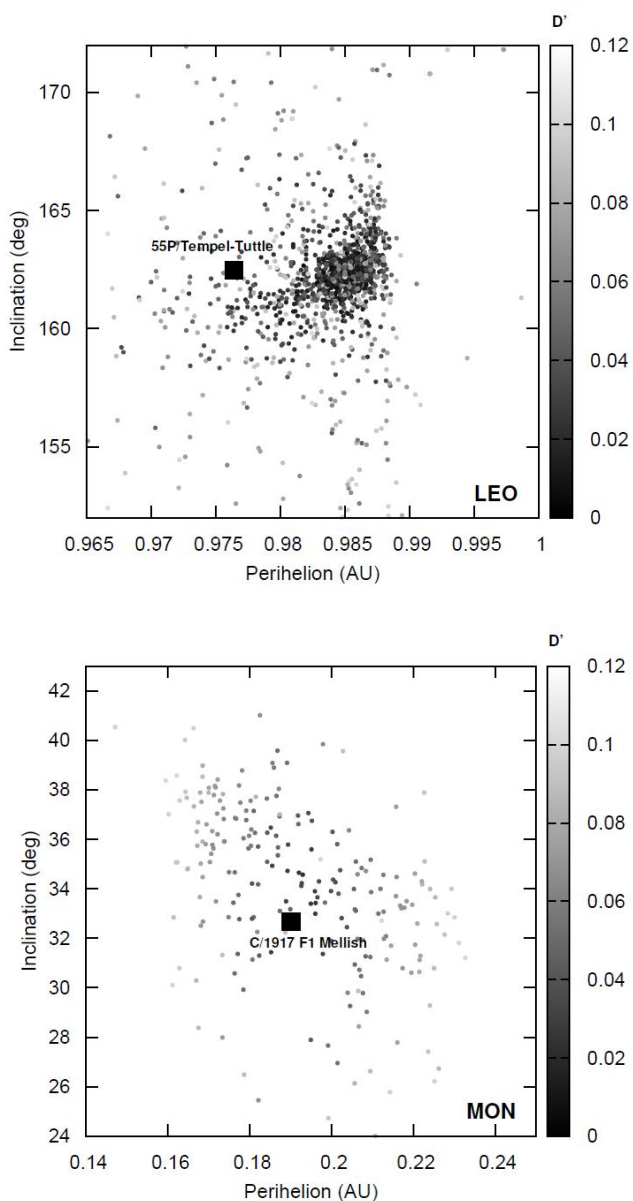 D'
0.12
0.1
0.08
0.06
0.04
0.02
0
170
165
160
155
Inclination (deg)
55P/Tempel-Tuttle
LEO
0.965 0.97 0.975 0.98 0.985 0.99 0.995 1
Perihelion (AU)
D'
0.12
0.1
0.08
0.06
0.04
0.02
0
42
40
38
36
34
32
30
28
26
24
Inclination (deg)
C/1917 F1 Mellish
MON
0.14 0.16 0.18 0.2 0.22 0.24
Perihelion (AU)